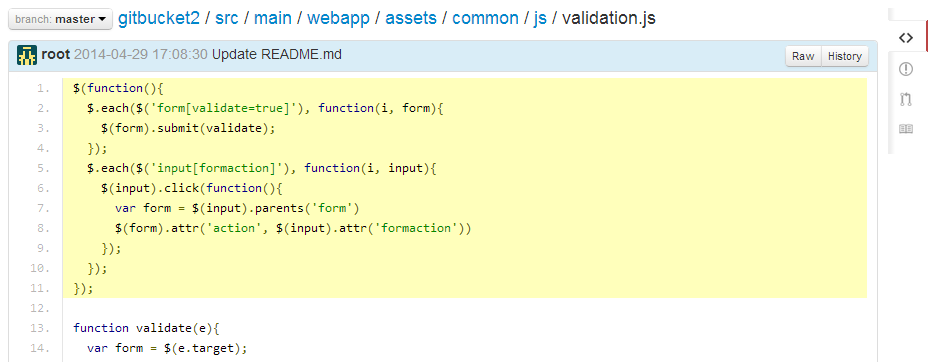 branch: master gitbucket2 / src / main / webapp / assets / common / js / validation.js
root 2014-04-29 17:08:30 Update README.md Raw History
1. $(function(){
2.   $.each($('form[validate=true]'), function(i, form){
3.     $(form).submit(validate);
4.   });
5.   $.each($('input[formaction]'), function(i, input){
6.     $(input).click(function(){
7.       var form = $(input).parents('form')
8.       $(form).attr('action', $(input).attr('formaction'))
9.     });
10.   });
11. });
12.
13. function validate(e){
14.   var form = $(e.target);